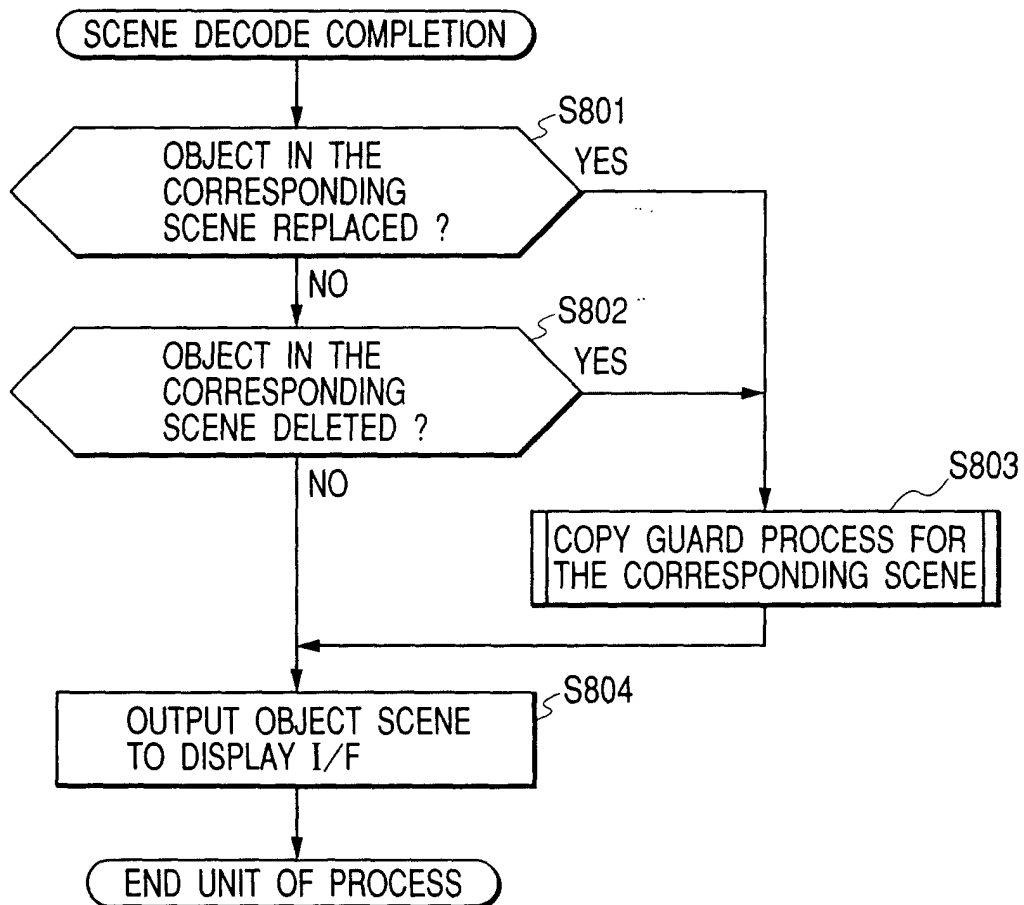 SCENE DECODE COMPLETION
S801
OBJECT IN THE
CORRESPONDING
SCENE REPLACED ?
YES
NO
S802
OBJECT IN THE
CORRESPONDING
SCENE DELETED ?
YES
NO
S803
COPY GUARD PROCESS FOR
THE CORRESPONDING SCENE
S804
OUTPUT OBJECT SCENE
TO DISPLAY I/F
END UNIT OF PROCESS